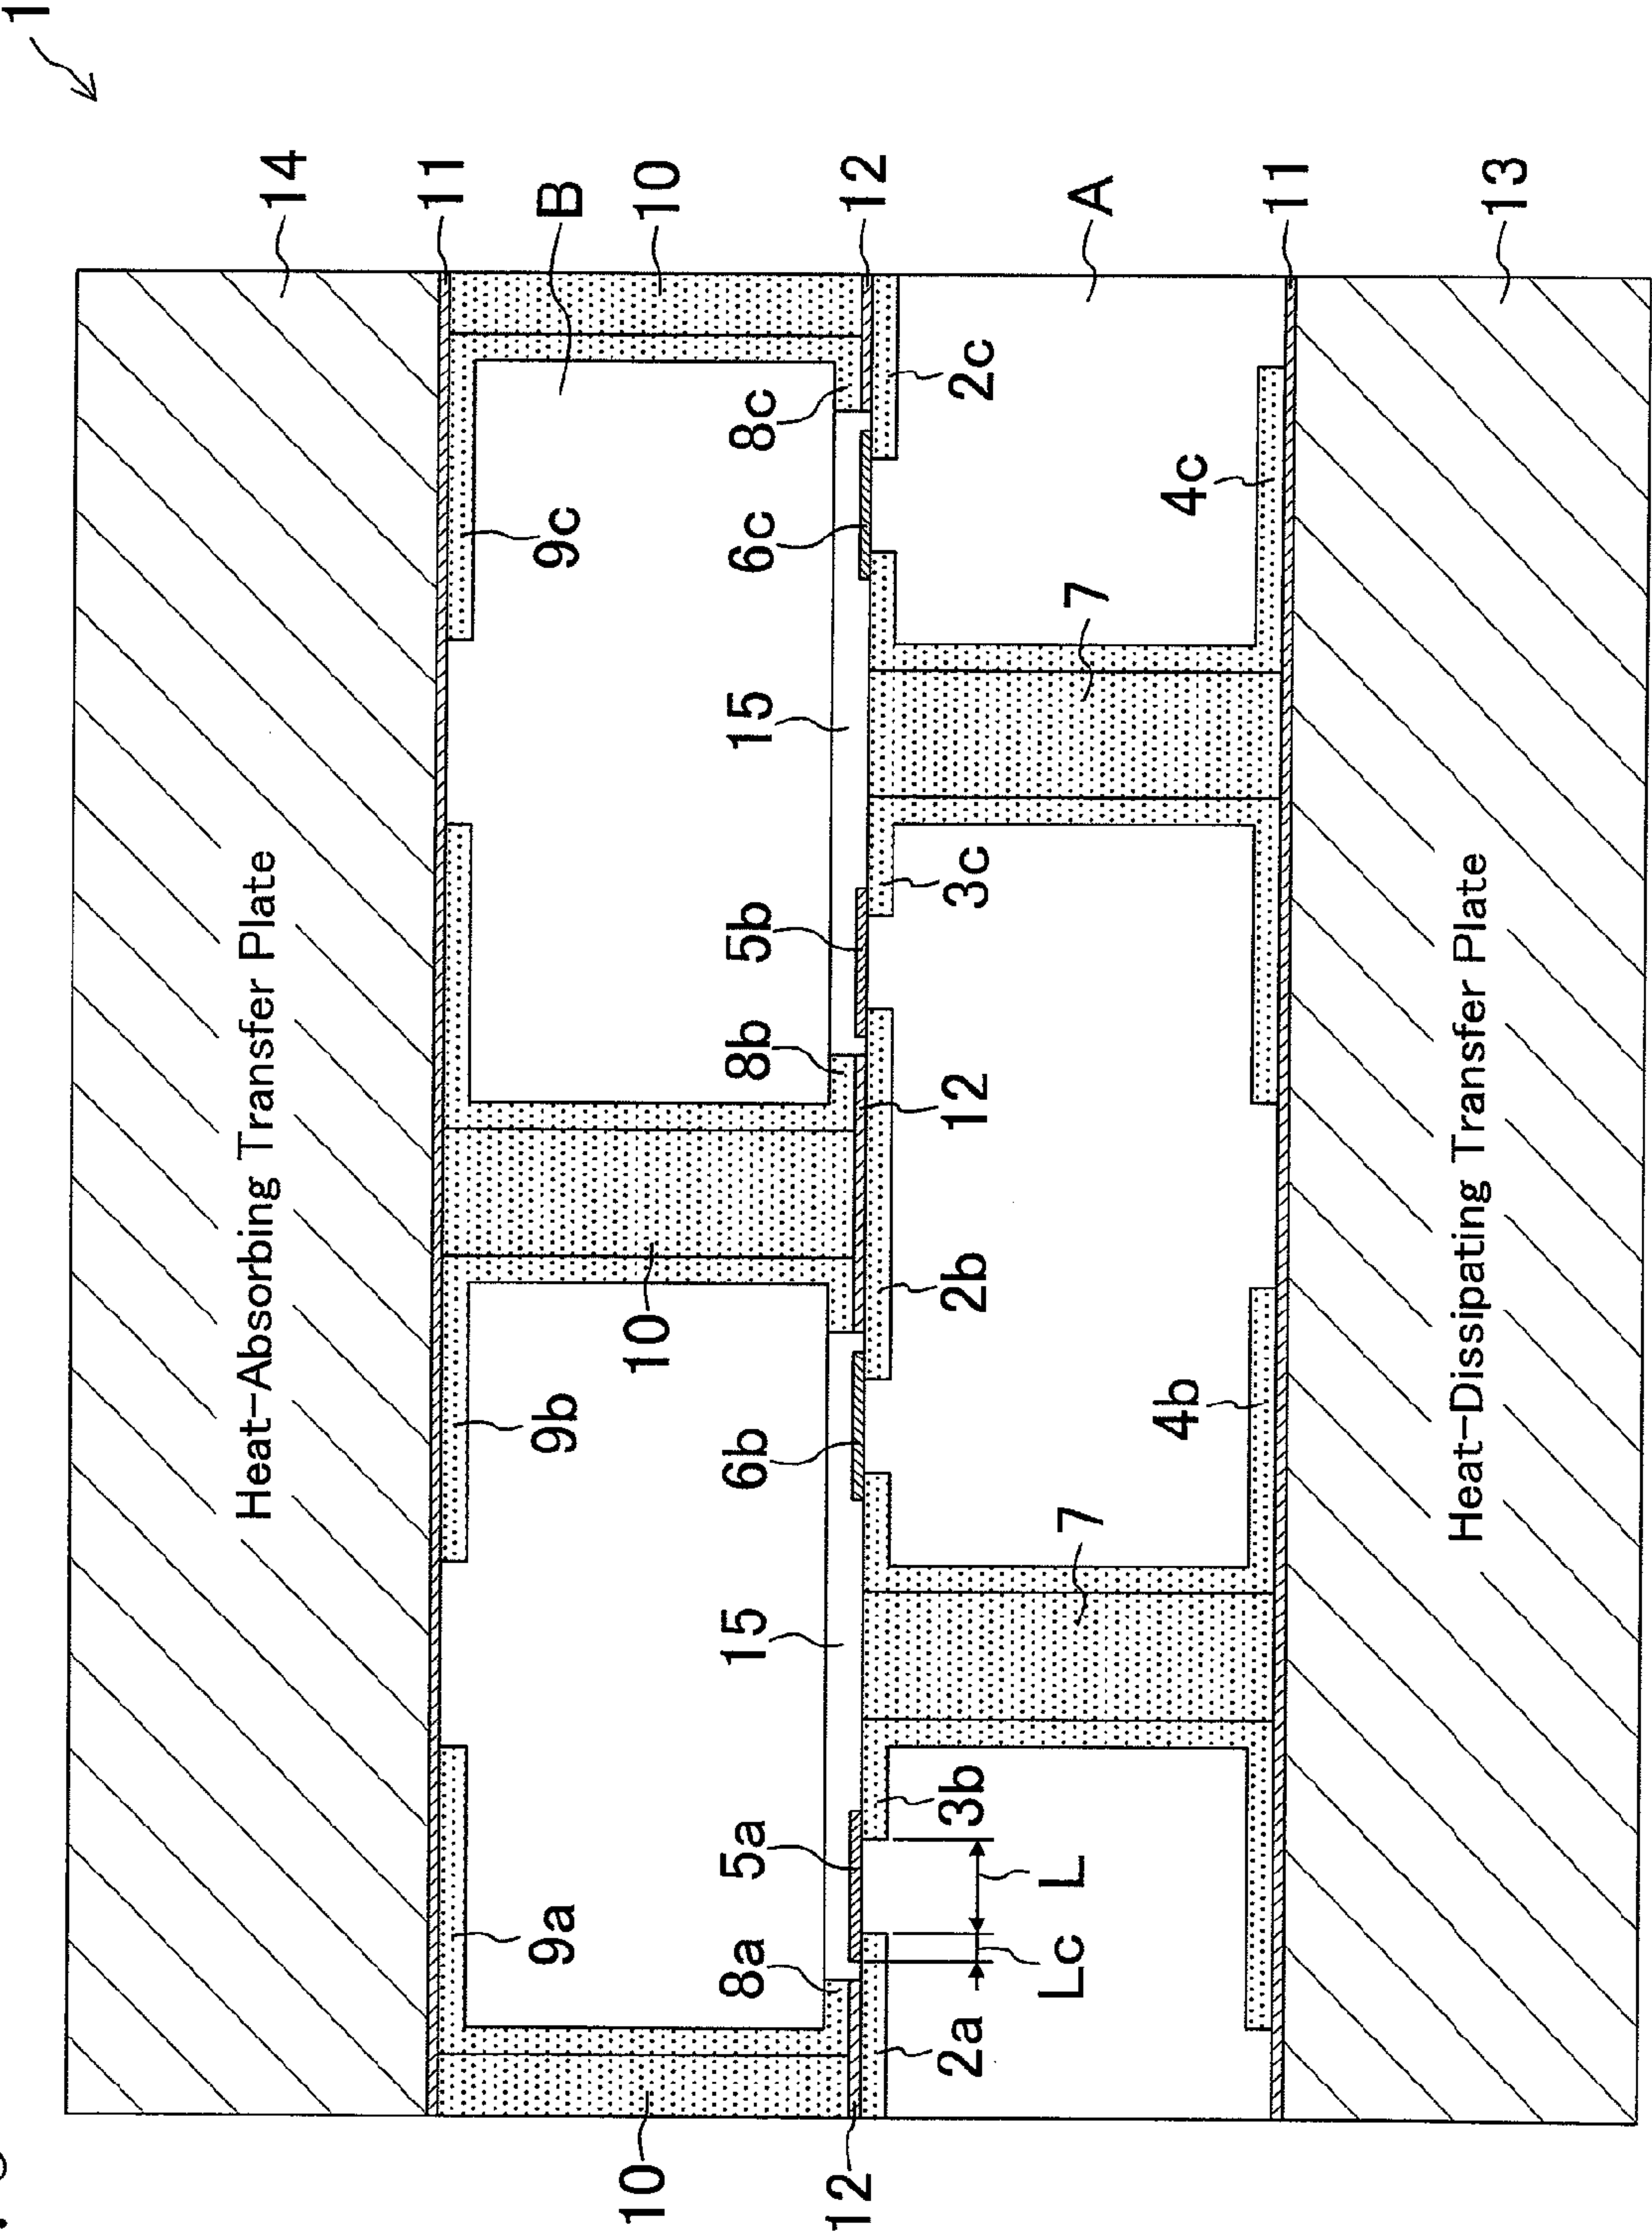 1
Heat-Absorbing Transfer Plate
14
11
9a
9b
9c
B
10
10
10
8a
5a
15
6b
8b
5b
15
6c
8c
12
12
2a
3b
2b
12
3c
2c
Lc
L
7
7
A
4b
4c
11
Heat-Dissipating Transfer Plate
13